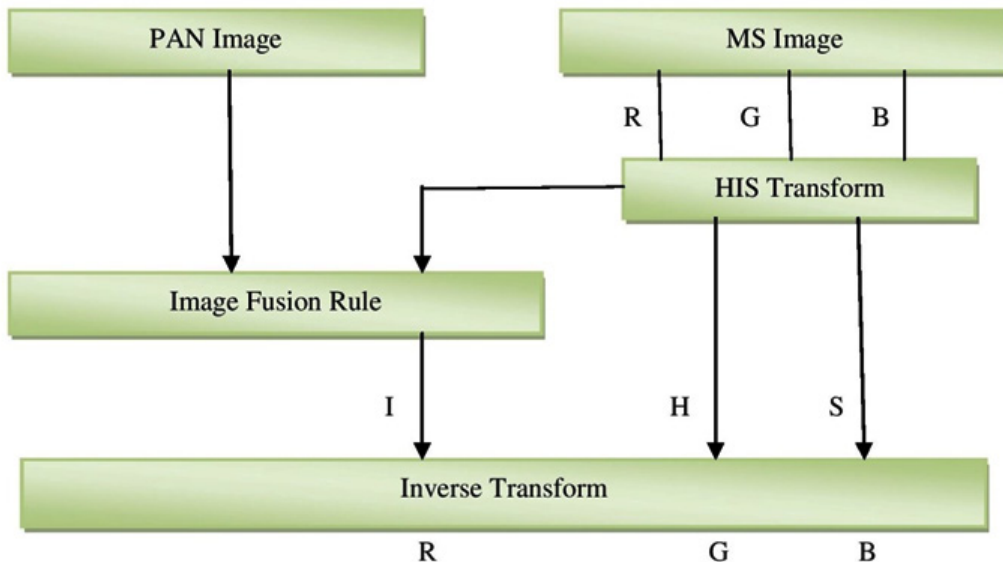 PAN Image
MS Image
R G B
HIS Transform
Image Fusion Rule
I H S
Inverse Transform
R G B